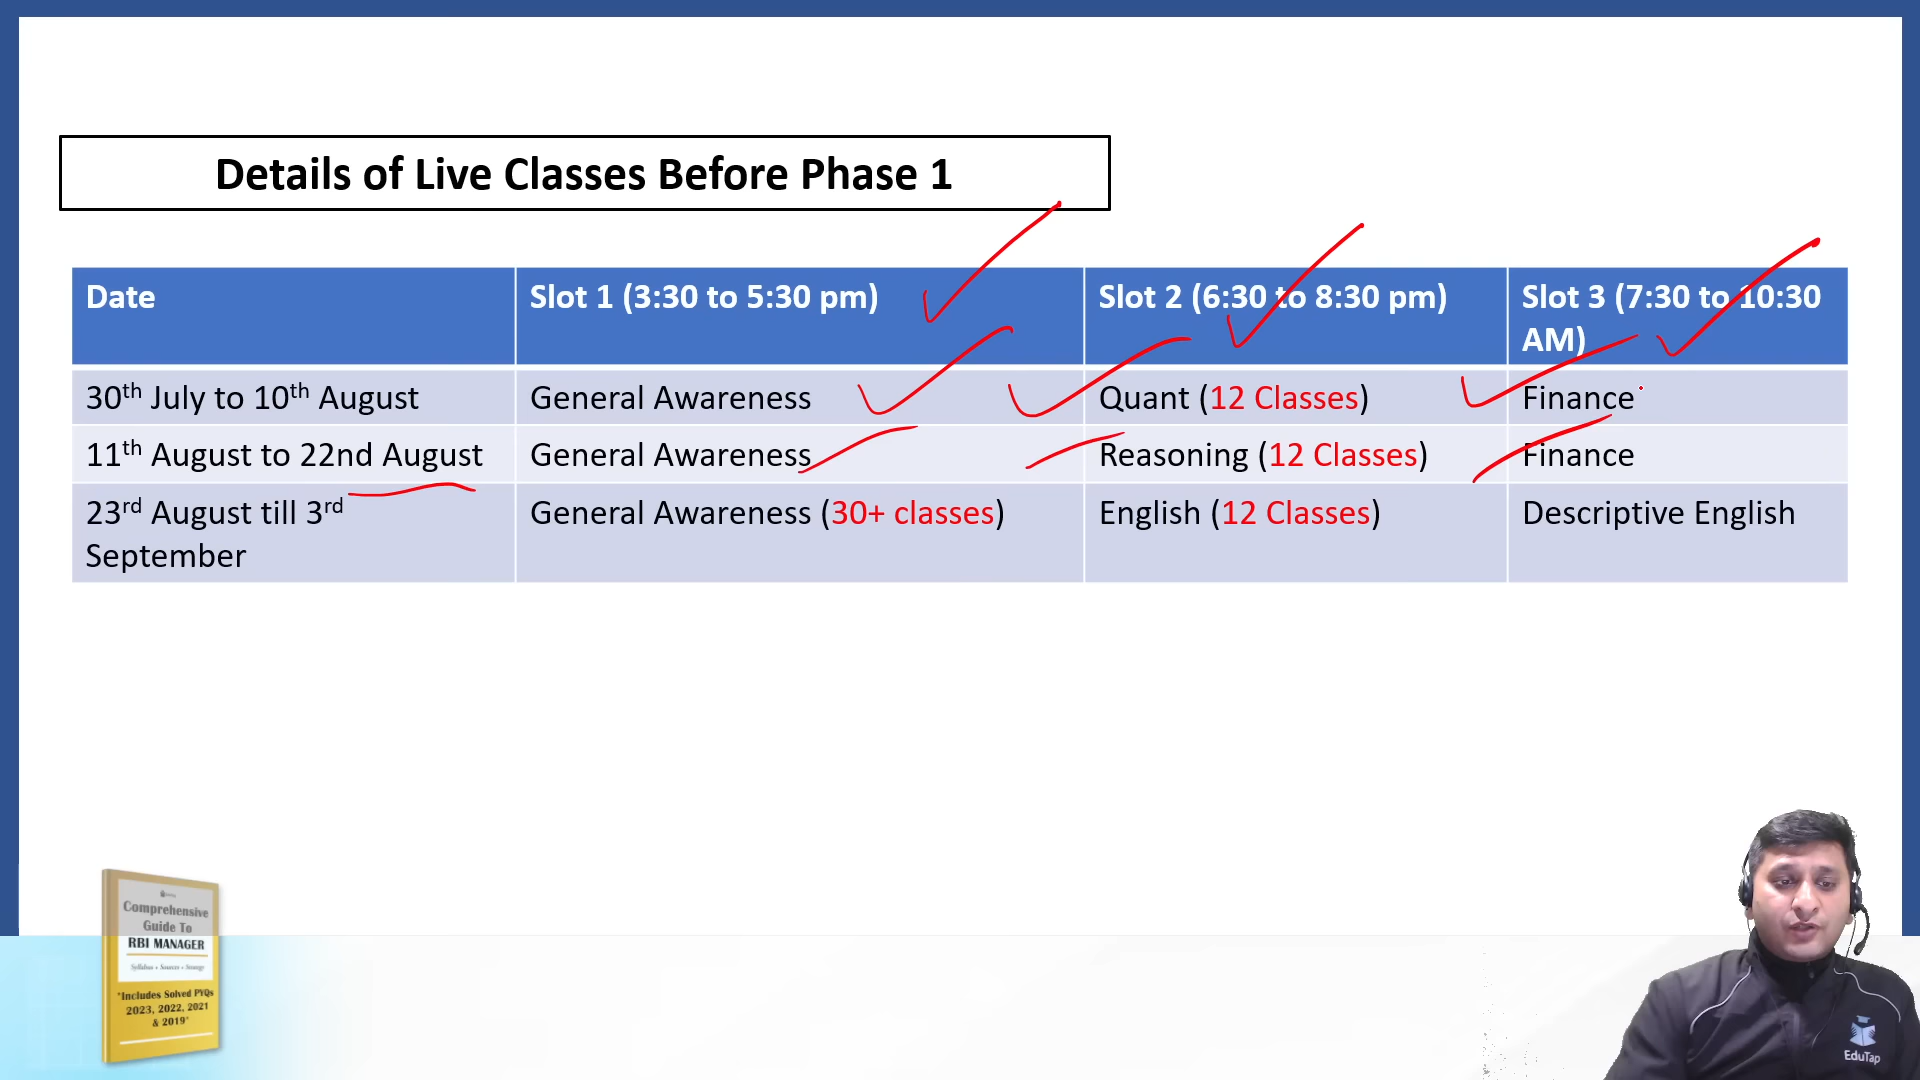 Details of Live Classes Before Phase 1
Date
Slot 1 (3:30 to 5:30 pm)
Slot 2 (6:30 to 8:30 pm)
Slot 3 (7:30 to 10:30
AM)
30th July to 10th August
General Awareness
Quant (12 Classes)
Finance
11th August to 22nd August
General Awareness
Reasoning (12 Classes)
Finance
23rd August till 3rd
September
General Awareness (30+ classes)
English (12 Classes)
Descriptive English
Comprehensive
Guide To
RBI MANAGER
Syllabus + Sources + Strategy
*Includes Solved PYQs
2023, 2022, 2021
& 2019*
EduTap